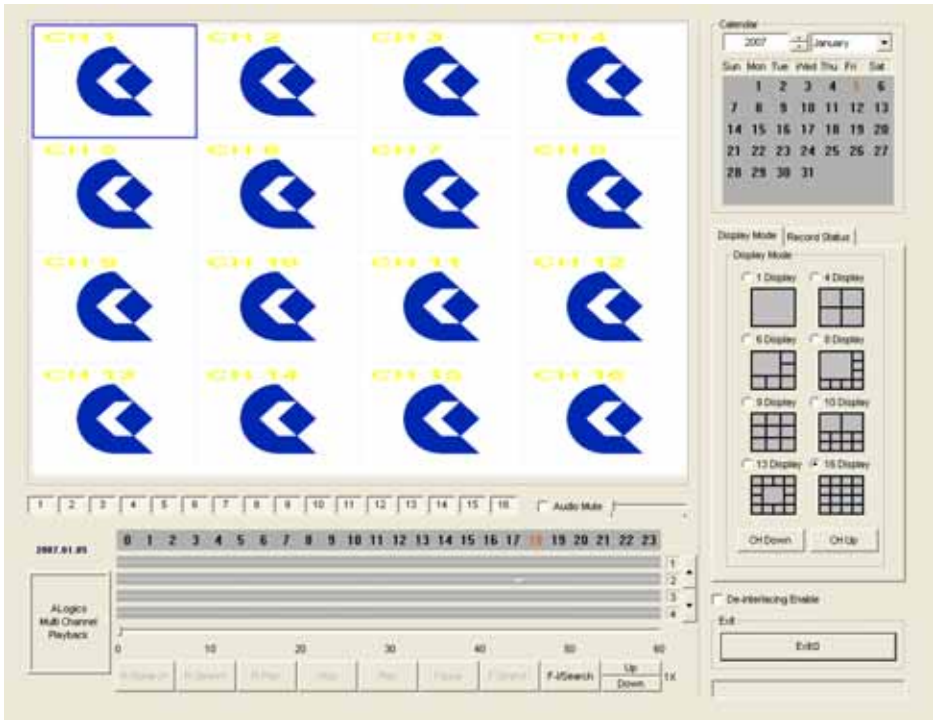 CH 1 CH 2 CH 3 CH 4
CH 5 CH 6 CH 7 CH 8
CH 9 CH 10 CH 11 CH 12
CH 13 CH 14 CH 15 CH 16
1 2 3 4 5 6 7 8 9 10 11 12 13 14 15 16 Audio Mute
2007.01.05
0 1 2 3 4 5 6 7 8 9 10 11 12 13 14 15 16 17 18 19 20 21 22 23
1
2
3
4
ALogics
Multi Channel
Playback
0 10 20 30 40 50 60
F-I/Search Up
Down 1X
Calendar
2007 January
Sun Mon Tue Wed Thu Fri Sat
1 2 3 4 5 6
7 8 9 10 11 12 13
14 15 16 17 18 19 20
21 22 23 24 25 26 27
28 29 30 31
Display Mode Record Status
Display Mode
1 Display 4 Display
6 Display 8 Display
9 Display 10 Display
13 Display 16 Display
CH Down CH Up
De-interlacing Enable
Exit